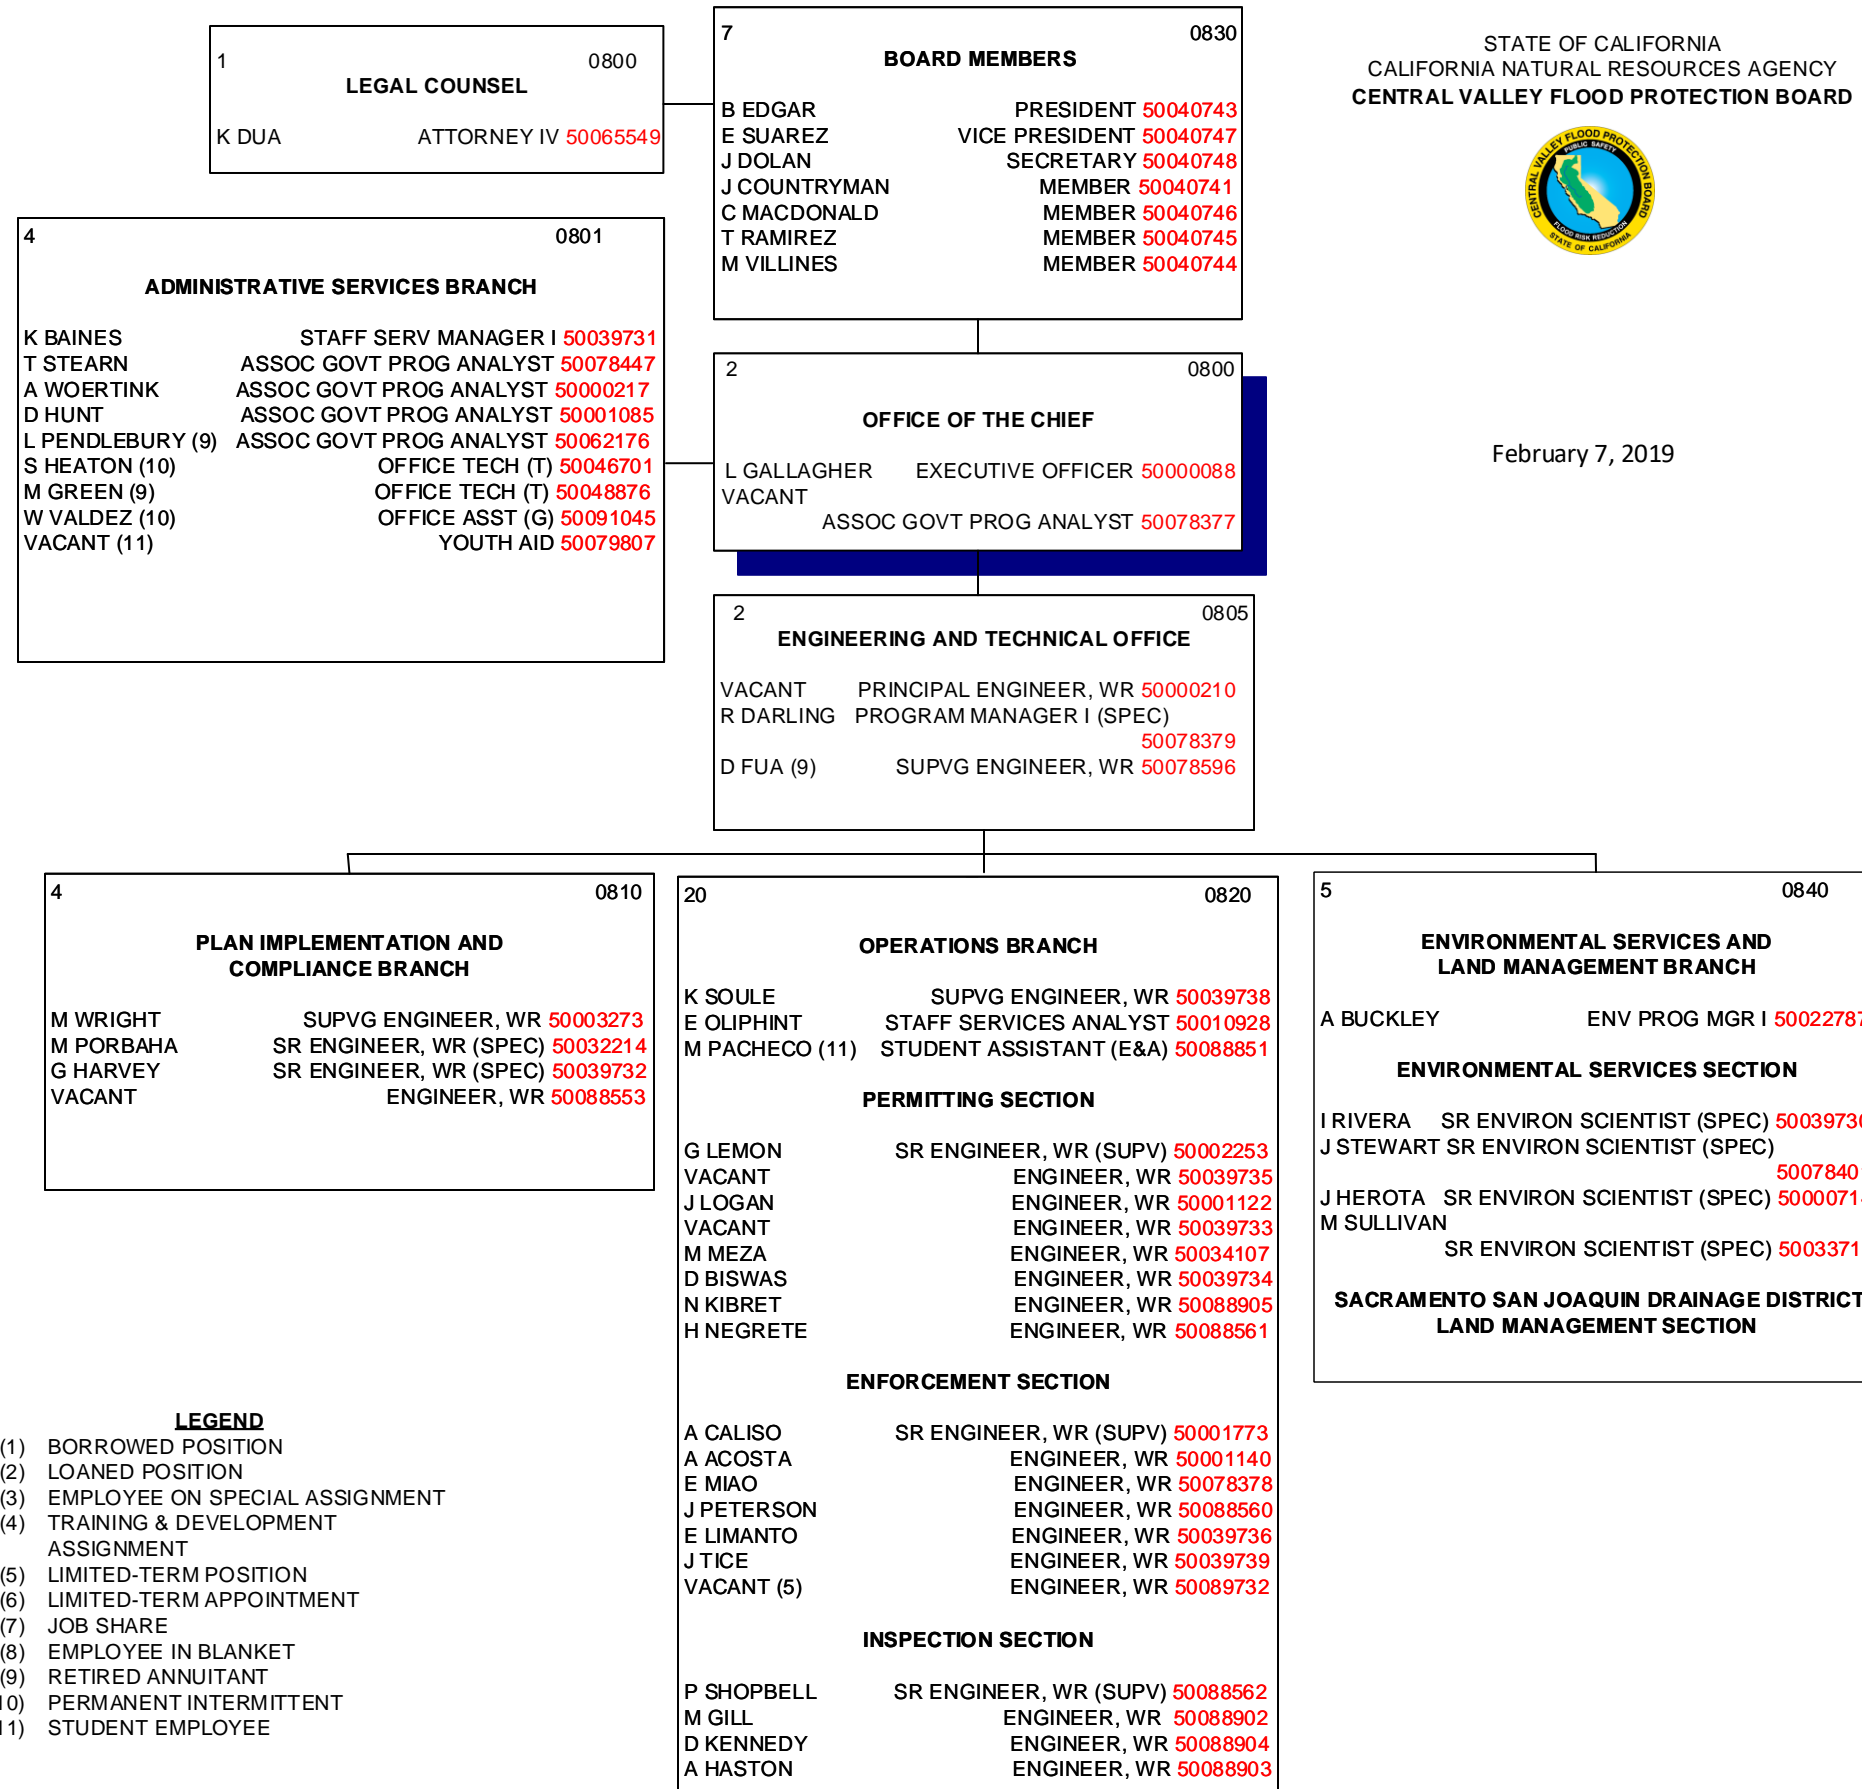 1 0800
LEGAL COUNSEL
K DUA ATTORNEY IV 50065549
7 0830
BOARD MEMBERS
B EDGAR PRESIDENT 50040743
E SUAREZ VICE PRESIDENT 50040747
J DOLAN SECRETARY 50040748
J COUNTRYMAN MEMBER 50040741
C MACDONALD MEMBER 50040746
T RAMIREZ MEMBER 50040745
M VILLINES MEMBER 50040744
STATE OF CALIFORNIA
CALIFORNIA NATURAL RESOURCES AGENCY
CENTRAL VALLEY FLOOD PROTECTION BOARD
CENTRAL VALLEY FLOOD PROTECTION BOARD
PUBLIC SAFETY
FLOOD RISK REDUCTION
STATE OF CALIFORNIA
February 7, 2019
4 0801
ADMINISTRATIVE SERVICES BRANCH
K BAINES STAFF SERV MANAGER I 50039731
T STEARN ASSOC GOVT PROG ANALYST 50078447
A WOERTINK ASSOC GOVT PROG ANALYST 50000217
D HUNT ASSOC GOVT PROG ANALYST 50001085
L PENDLEBURY (9) ASSOC GOVT PROG ANALYST 50062176
S HEATON (10) OFFICE TECH (T) 50046701
M GREEN (9) OFFICE TECH (T) 50048876
W VALDEZ (10) OFFICE ASST (G) 50091045
VACANT (11) YOUTH AID 50079807
2 0800
OFFICE OF THE CHIEF
L GALLAGHER EXECUTIVE OFFICER 50000088
VACANT
ASSOC GOVT PROG ANALYST 50078377
2 0805
ENGINEERING AND TECHNICAL OFFICE
VACANT PRINCIPAL ENGINEER, WR 50000210
R DARLING PROGRAM MANAGER I (SPEC)
50078379
D FUA (9) SUPVG ENGINEER, WR 50078596
4 0810
PLAN IMPLEMENTATION AND
COMPLIANCE BRANCH
M WRIGHT SUPVG ENGINEER, WR 50003273
M PORBAHA SR ENGINEER, WR (SPEC) 50032214
G HARVEY SR ENGINEER, WR (SPEC) 50039732
VACANT ENGINEER, WR 50088553
20 0820
OPERATIONS BRANCH
K SOULE SUPVG ENGINEER, WR 50039738
E OLIPHINT STAFF SERVICES ANALYST 50010928
M PACHECO (11) STUDENT ASSISTANT (E&A) 50088851
PERMITTING SECTION
G LEMON SR ENGINEER, WR (SUPV) 50002253
VACANT ENGINEER, WR 50039735
J LOGAN ENGINEER, WR 50001122
VACANT ENGINEER, WR 50039733
M MEZA ENGINEER, WR 50034107
D BISWAS ENGINEER, WR 50039734
N KIBRET ENGINEER, WR 50088905
H NEGRETE ENGINEER, WR 50088561
ENFORCEMENT SECTION
A CALISO SR ENGINEER, WR (SUPV) 50001773
A ACOSTA ENGINEER, WR 50001140
E MIAO ENGINEER, WR 50078378
J PETERSON ENGINEER, WR 50088560
E LIMANTO ENGINEER, WR 50039736
J TICE ENGINEER, WR 50039739
VACANT (5) ENGINEER, WR 50089732
INSPECTION SECTION
P SHOPBELL SR ENGINEER, WR (SUPV) 50088562
M GILL ENGINEER, WR 50088902
D KENNEDY ENGINEER, WR 50088904
A HASTON ENGINEER, WR 50088903
5 0840
ENVIRONMENTAL SERVICES AND
LAND MANAGEMENT BRANCH
A BUCKLEY ENV PROG MGR I 50022787
ENVIRONMENTAL SERVICES SECTION
I RIVERA SR ENVIRON SCIENTIST (SPEC)
J STEWART SR ENVIRON SCIENTIST (SPEC)
J HEROTA SR ENVIRON SCIENTIST (SPEC)
M SULLIVAN
SR ENVIRON SCIENTIST (SPEC)
SACRAMENTO SAN JOAQUIN DRAINAGE DISTRICT
LAND MANAGEMENT SECTION
LEGEND
(1) BORROWED POSITION
(2) LOANED POSITION
(3) EMPLOYEE ON SPECIAL ASSIGNMENT
(4) TRAINING & DEVELOPMENT
ASSIGNMENT
(5) LIMITED-TERM POSITION
(6) LIMITED-TERM APPOINTMENT
(7) JOB SHARE
(8) EMPLOYEE IN BLANKET
(9) RETIRED ANNUITANT
10) PERMANENT INTERMITTENT
11) STUDENT EMPLOYEE